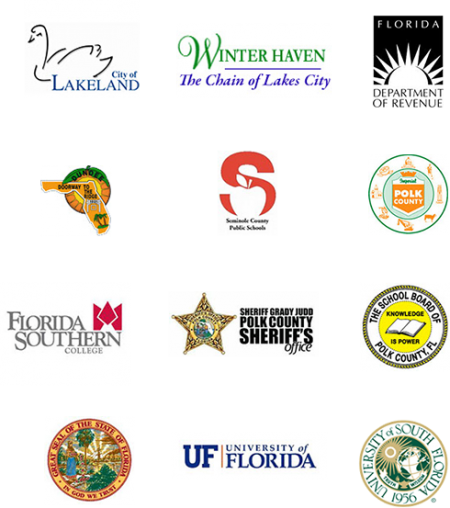 City of
LAKELAND
WINTER HAVEN
The Chain of Lakes City
FLORIDA
DEPARTMENT
OF REVENUE
DUNDEE
DOORWAY TO
THE
RIDGE
S
Seminole County
Public Schools
Imperial
POLK
COUNTY
FLORIDA
SOUTHERN
COLLEGE
SHERIFF GRADY JUDD
POLK COUNTY
SHERIFF'S
office
THE SCHOOL BOARD OF
KNOWLEDGE
IS POWER
POLK COUNTY, FL
GREAT SEAL OF THE STATE OF FLORIDA
IN GOD WE TRUST
UF UNIVERSITY of
FLORIDA
UNIVERSITY OF SOUTH FLORIDA
1956